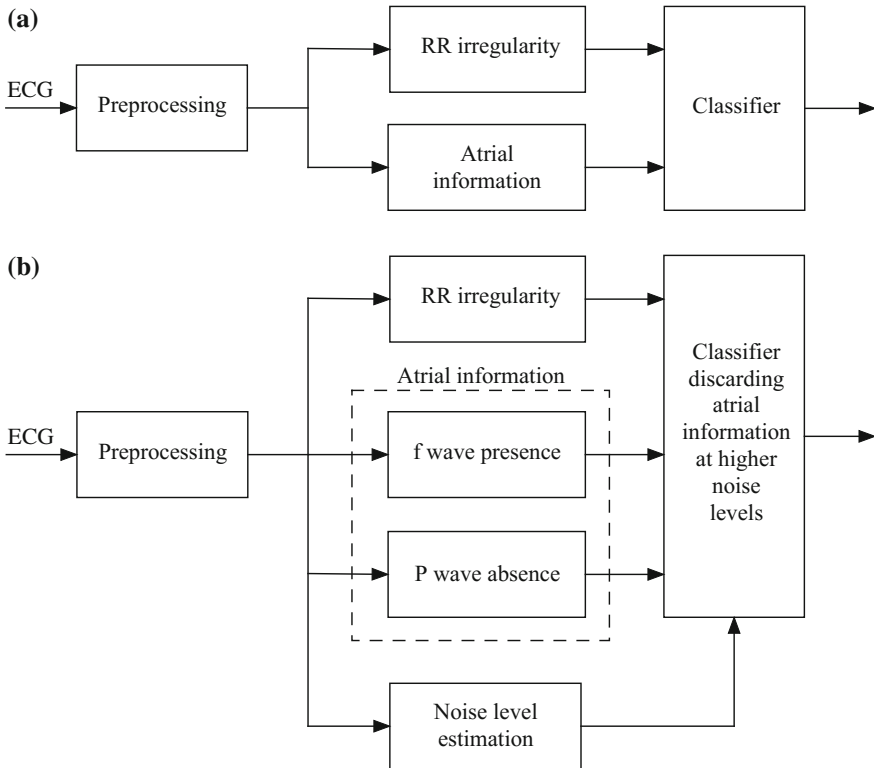 (a)
ECG
Preprocessing
RR irregularity
Atrial
information
Classifier
(b)
ECG
Preprocessing
RR irregularity
Atrial information
f wave presence
P wave absence
Noise level
estimation
Classifier
discarding
atrial
information
at higher
noise
levels